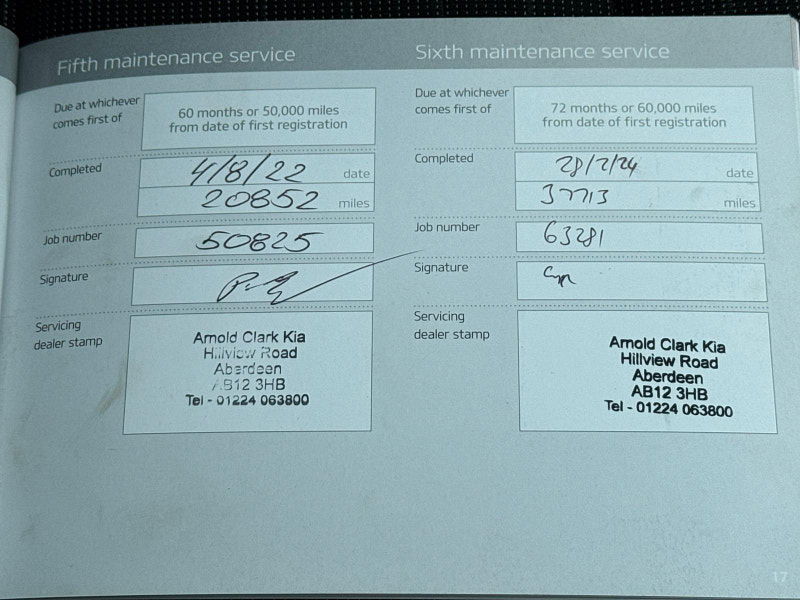 Fifth maintenance service
Due at whichever
comes first of
60 months or 50,000 miles
from date of first registration
Completed
4/8/22 date
20852 miles
Job number
50825
Signature
Servicing
dealer stamp
Arnold Clark Kia
Hillview Road
Aberdeen
AB12 3HB
Tel - 01224 063800
Sixth maintenance service
Due at whichever
comes first of
72 months or 60,000 miles
from date of first registration
Completed
28/2/24 date
37713 miles
Job number
63281
Signature
Servicing
dealer stamp
Arnold Clark Kia
Hillview Road
Aberdeen
AB12 3HB
Tel - 01224 063800
17